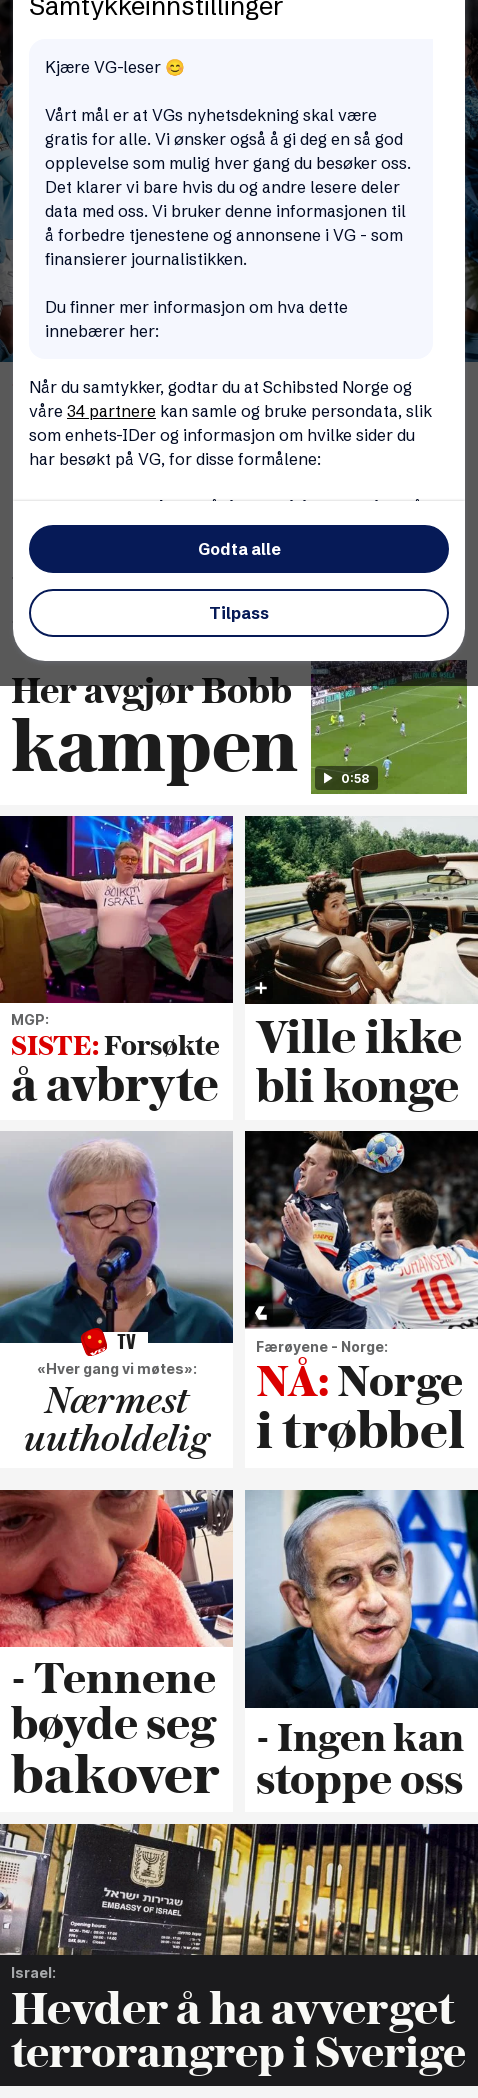 Samtykkeinnstillinger
Kjære VG-leser 😊
Vårt mål er at VGs nyhetsdekning skal være
gratis for alle. Vi ønsker også å gi deg en så god
opplevelse som mulig hver gang du besøker oss.
Det klarer vi bare hvis du og andre lesere deler
data med oss. Vi bruker denne informasjonen til
å forbedre tjenestene og annonsene i VG - som
finansierer journalistikken.
Du finner mer informasjon om hva dette
innebærer her:
Når du samtykker, godtar du at Schibsted Norge og
våre 34 partnere kan samle og bruke persondata, slik
som enhets-IDer og informasjon om hvilke sider du
har besøkt på VG, for disse formålene:
Godta alle
Tilpass
Her avgjør Bobb
kampen
0:58
BOIKOTT
ISRAEL
MGP:
SISTE: Forsøkte
å avbryte
Ville ikke
bli konge
TV
«Hver gang vi møtes»:
Nærmest
uutholdelig
JOHANSEN
10
Færøyene - Norge:
NÅ: Norge
i trøbbel
- Tennene
bøyde seg
bakover
- Ingen kan
stoppe oss
שגרירות ישראל
EMBASSY OF ISRAEL
Opening hours:
Israel:
Hevder å ha avverget
terrorangrep i Sverige